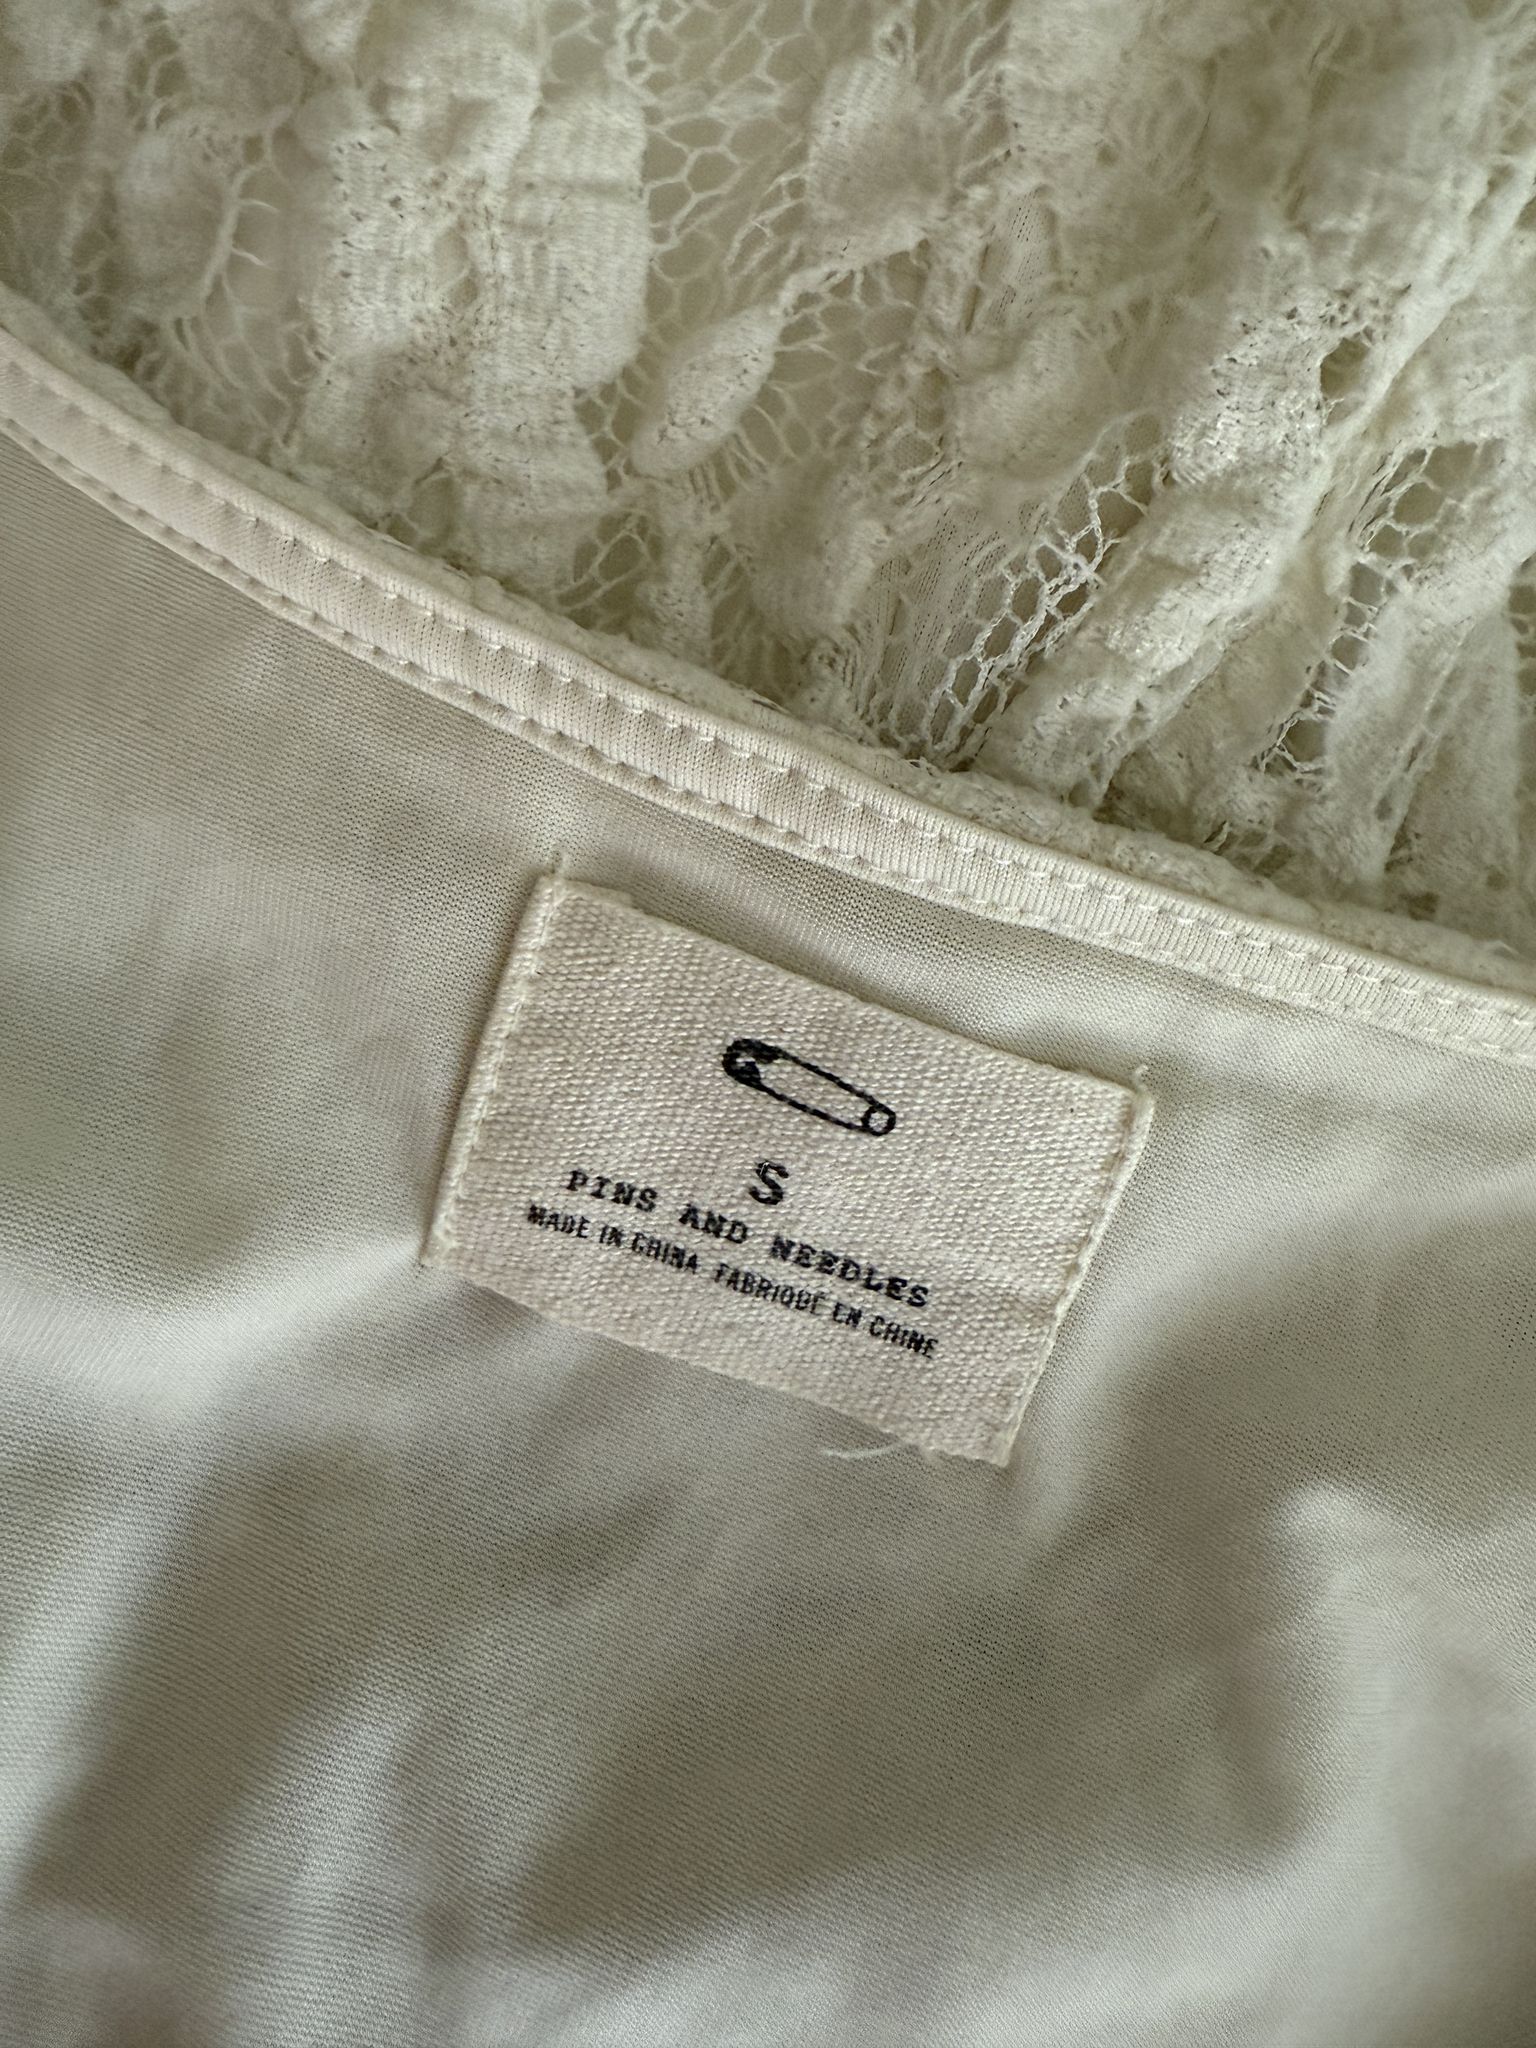 S
PINS AND NEEDLES
MADE IN CHINA FABRIQUÉ EN CHINE